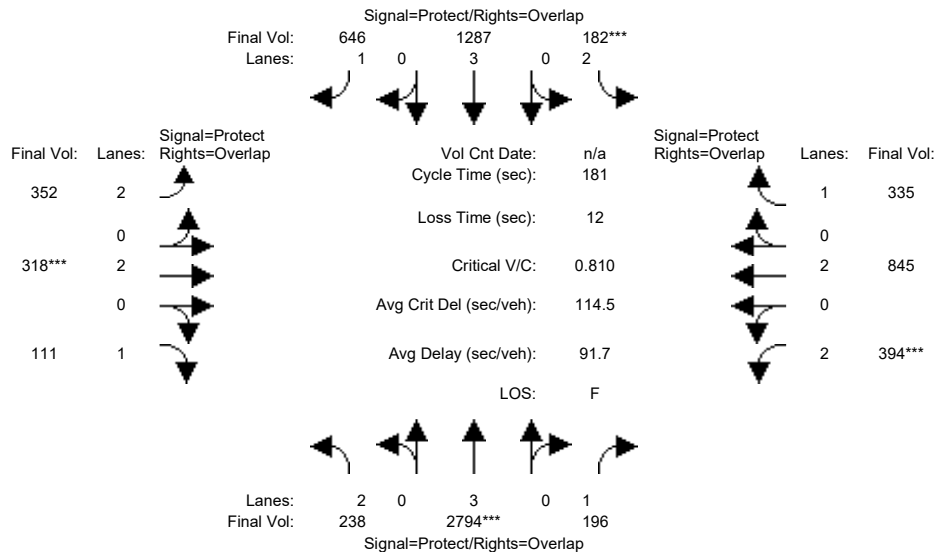 Signal=Protect/Rights=Overlap
Final Vol: 646 1287 182***
Lanes: 1 0 3 0 2
Signal=Protect
Final Vol: Lanes: Rights=Overlap
Vol Cnt Date: n/a
Signal=Protect
Rights=Overlap Lanes: Final Vol:
Cycle Time (sec): 181
352 2
1 335
Loss Time (sec): 12
0
0
318*** 2
Critical V/C: 0.810
2 845
0
Avg Crit Del (sec/veh): 114.5
0
111 1
Avg Delay (sec/veh): 91.7
2 394***
LOS: F
Lanes: 2 0 3 0 1
Final Vol: 238 2794*** 196
Signal=Protect/Rights=Overlap